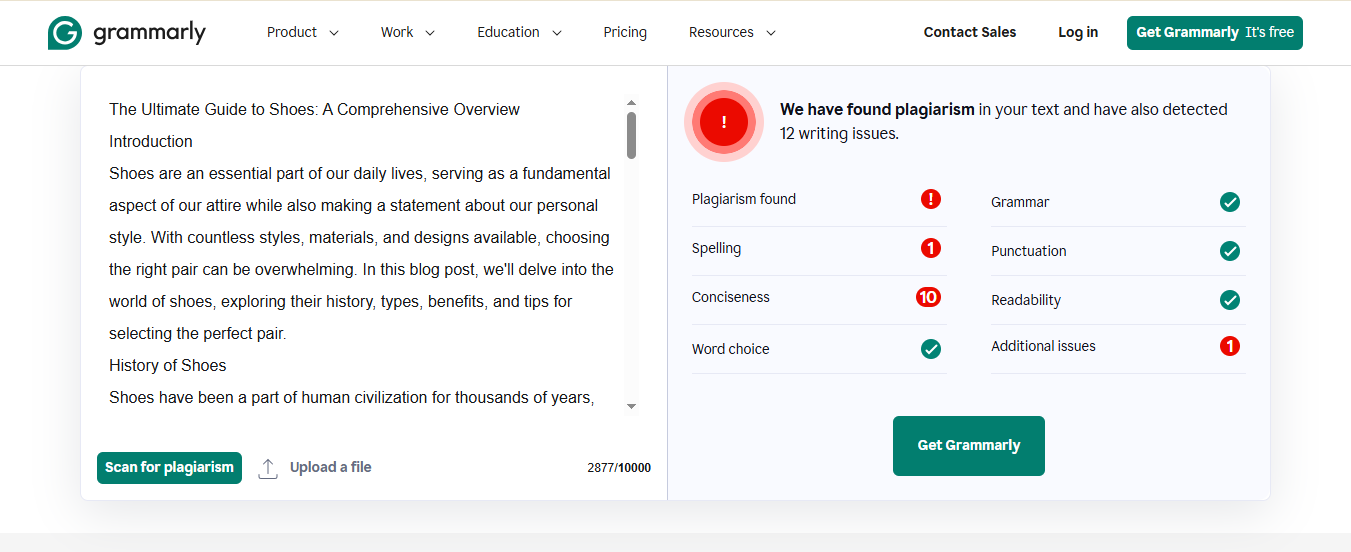 grammarly
Product
Work
Education
Pricing
Resources
Contact Sales
Log in
Get Grammarly It's free
The Ultimate Guide to Shoes: A Comprehensive Overview
Introduction
Shoes are an essential part of our daily lives, serving as a fundamental
aspect of our attire while also making a statement about our personal
style. With countless styles, materials, and designs available, choosing
the right pair can be overwhelming. In this blog post, we'll delve into the
world of shoes, exploring their history, types, benefits, and tips for
selecting the perfect pair.
History of Shoes
Shoes have been a part of human civilization for thousands of years,
Scan for plagiarism
Upload a file
2877/10000
!
We have found plagiarism in your text and have also detected
12 writing issues.
Plagiarism found !
Spelling 1
Conciseness 10
Word choice
Grammar
Punctuation
Readability
Additional issues 1
Get Grammarly